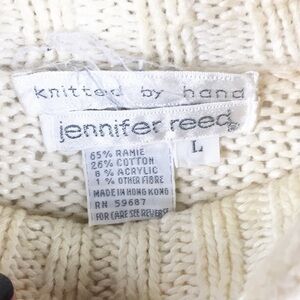 knitted by hand
jennifer reed
L
65% RAMIE
26% COTTON
8% ACRYLIC
1% OTHER FIBRE
MADE IN HONG KONG
RN 59687
FOR CARE SEE REVERSE